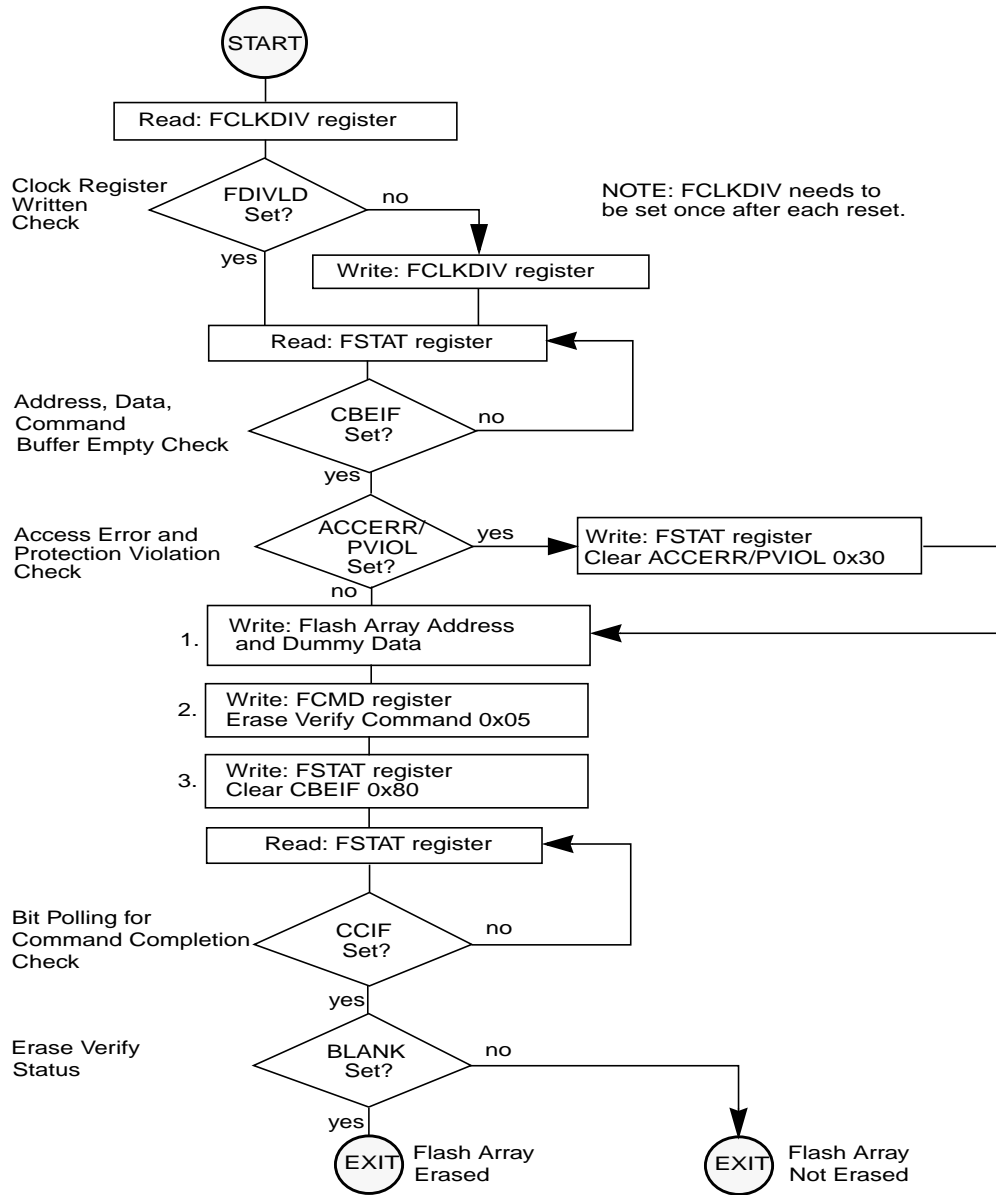 START
Read: FCLKDIV register
Clock Register
Written
Check
FDIVLD
Set?
no
NOTE: FCLKDIV needs to
be set once after each reset.
yes
Write: FCLKDIV register
Read: FSTAT register
Address, Data,
Command
Buffer Empty Check
CBEIF
Set?
no
yes
Access Error and
Protection Violation
Check
ACCERR/
PVIOL
Set?
yes
Write: FSTAT register
Clear ACCERR/PVIOL 0x30
no
1.
Write: Flash Array Address
and Dummy Data
2.
Write: FCMD register
Erase Verify Command 0x05
3.
Write: FSTAT register
Clear CBEIF 0x80
Read: FSTAT register
Bit Polling for
Command Completion
Check
CCIF
Set?
no
yes
Erase Verify
Status
BLANK
Set?
no
yes
EXIT
Flash Array
Erased
EXIT
Flash Array
Not Erased